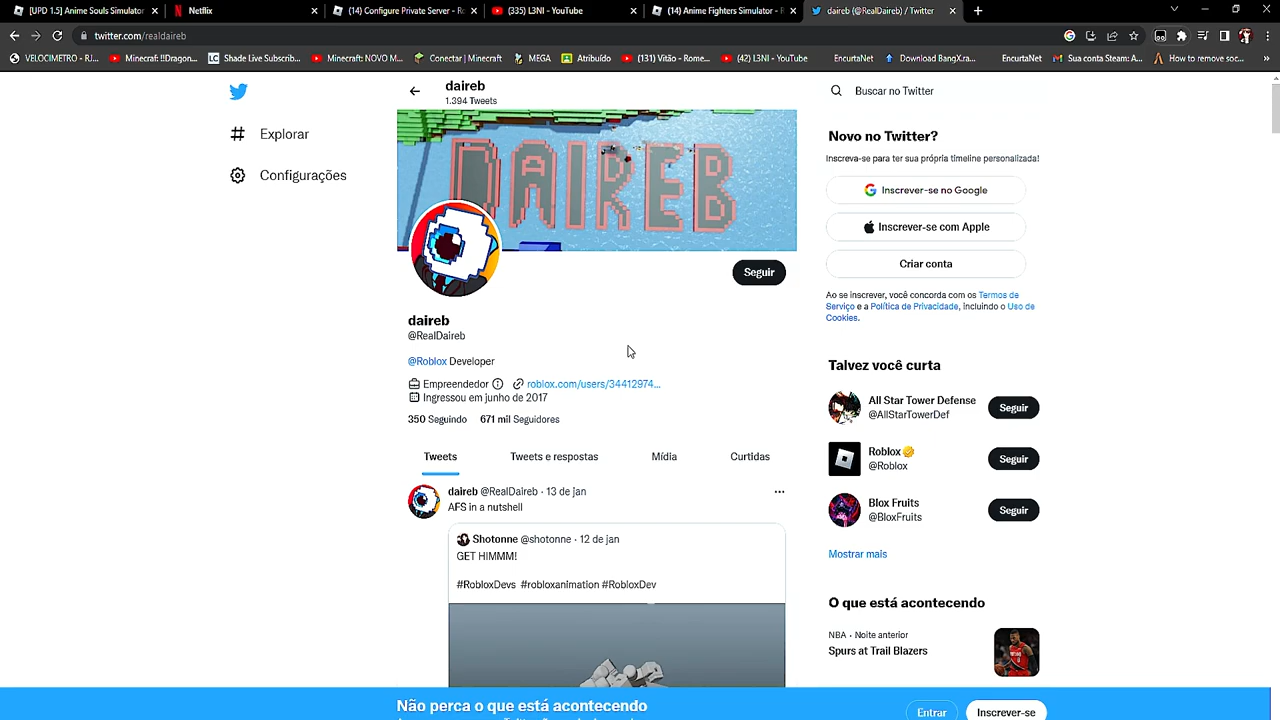 [UPD 1.5] Anime Souls Simulator
Netflix
(14) Configure Private Server - Ro
(335) L3NI - YouTube
(14) Anime Fighters Simulator - R
daireb (@RealDaireb) / Twitter
twitter.com/realdaireb
VELOCIMETRO - RJ...
Minecraft: !!Dragon...
LC Shade Live Subscrib...
Minecraft: NOVO M...
Conectar | Minecraft
MEGA
Atribuído
(131) Vitão - Rome...
(42) L3NI - YouTube
EncurtaNet
Download BangX.ra...
EncurtaNet
Sua conta Steam: A...
How to remove soc...
»
Explorar
Configurações
daireb
1.394 Tweets
DAIREB
Seguir
daireb
@RealDaireb
@Roblox Developer
Empreendedor
roblox.com/users/34412974...
Ingressou em junho de 2017
350 Seguindo 671 mil Seguidores
Tweets Tweets e respostas Mídia Curtidas
daireb @RealDaireb · 13 de jan
AFS in a nutshell
Shotonne @shotonne · 12 de jan
GET HIMMM!
#RobloxDevs #robloxanimation #RobloxDev
Buscar no Twitter
Novo no Twitter?
Inscreva-se para ter sua própria timeline personalizada!
Inscrever-se no Google
Inscrever-se com Apple
Criar conta
Ao se inscrever, você concorda com os Termos de
Serviço e a Política de Privacidade, incluindo o Uso de
Cookies.
Talvez você curta
All Star Tower Defense
@AllStarTowerDef
Seguir
Roblox
@Roblox
Seguir
Blox Fruits
@BloxFruits
Seguir
Mostrar mais
O que está acontecendo
NBA · Noite anterior
Spurs at Trail Blazers
Não perca o que está acontecendo
Entrar
Inscrever-se